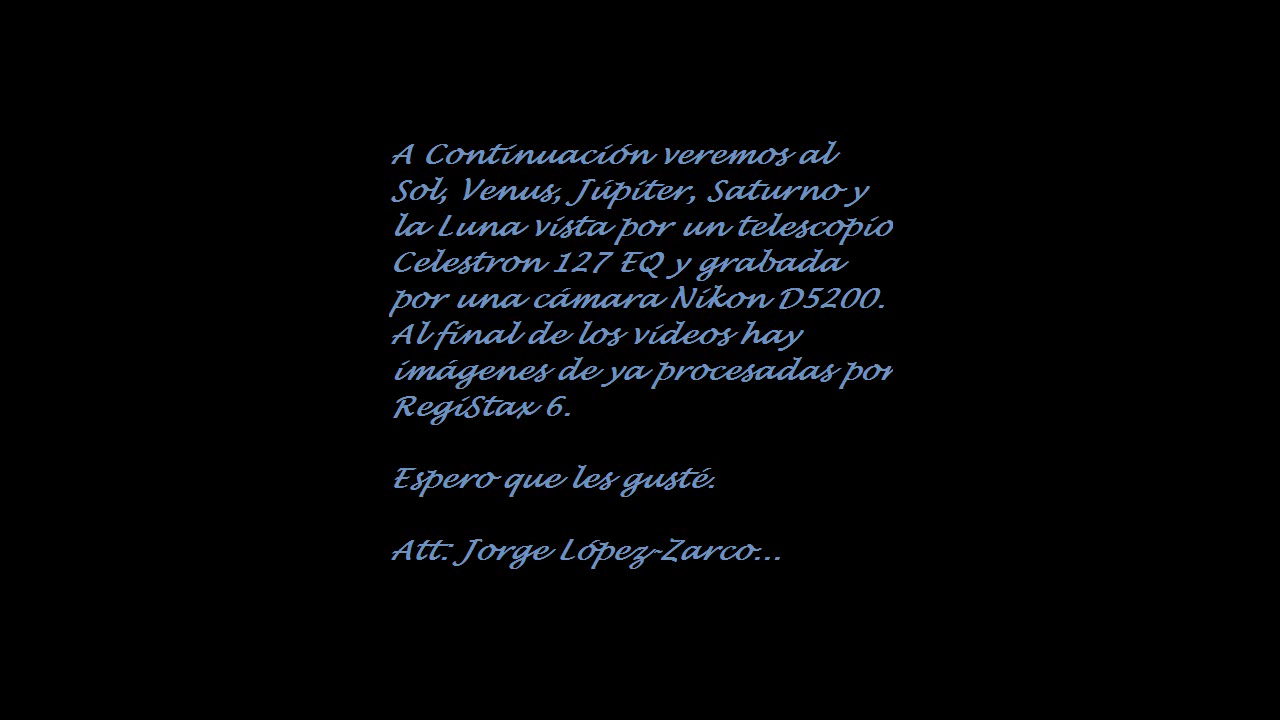 A Continuación veremos al
Sol, Venus, Júpiter, Saturno y
la Luna vista por un telescopio
Celestron 127 EQ y grabada
por una cámara Nikon D5200.
Al final de los videos hay
imágenes de ya procesadas por
RegiStax 6.
Espero que les gusté.
Att: Jorge López-Zarco...